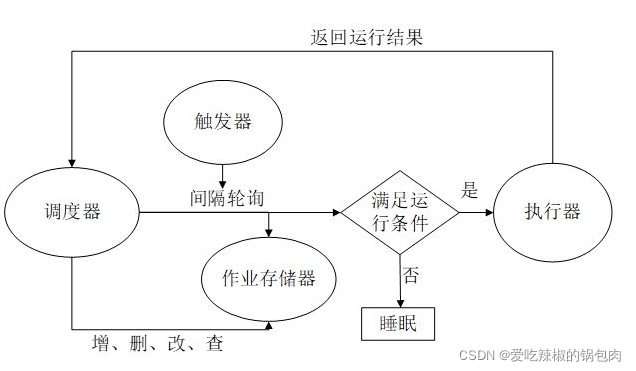 返回运行结果
触发器
间隔轮询
调度器
满足运
行条件
是
执行器
作业存储器
否
睡眠
增、删、改、查
CSDN @爱吃辣椒的锅包肉